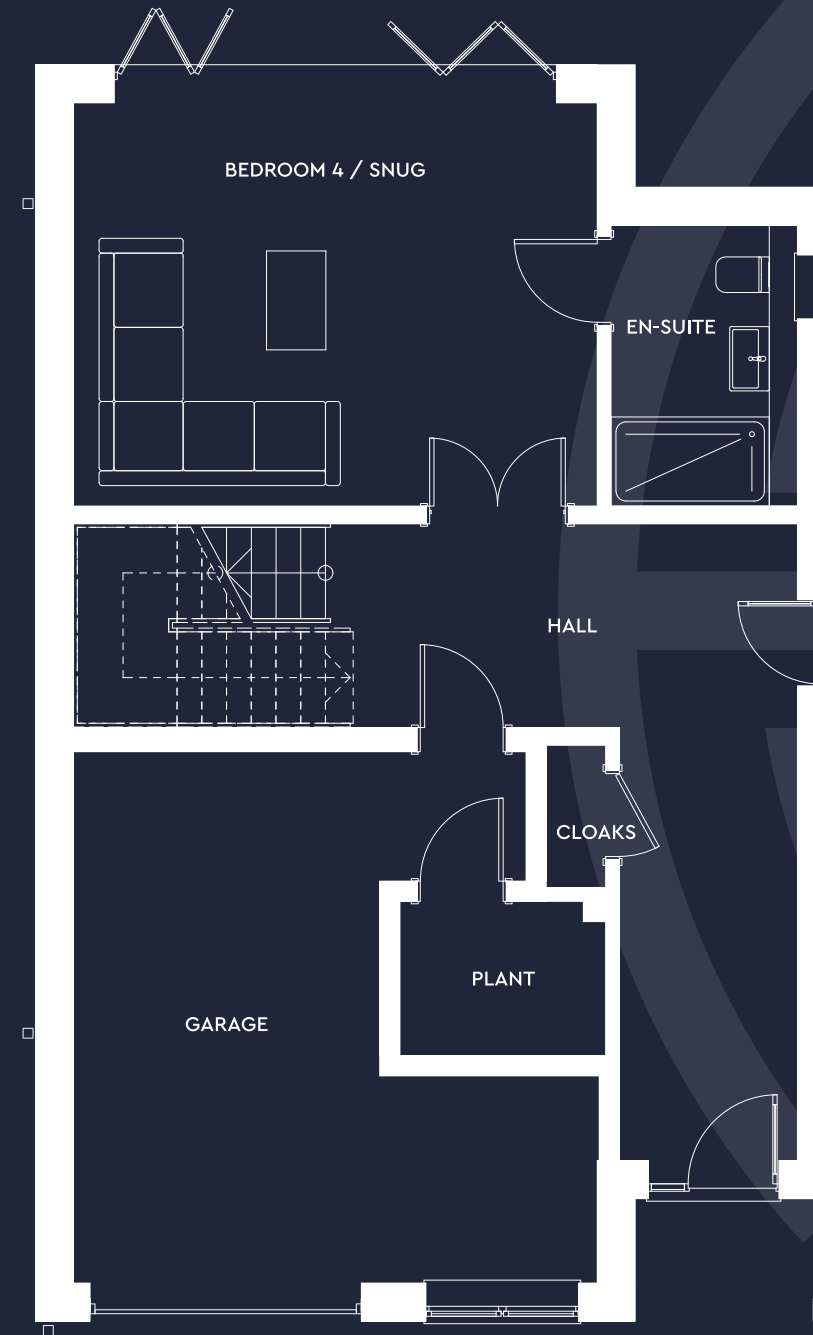 BEDROOM 4 / SNUG
EN-SUITE
HALL
CLOAKS
PLANT
GARAGE